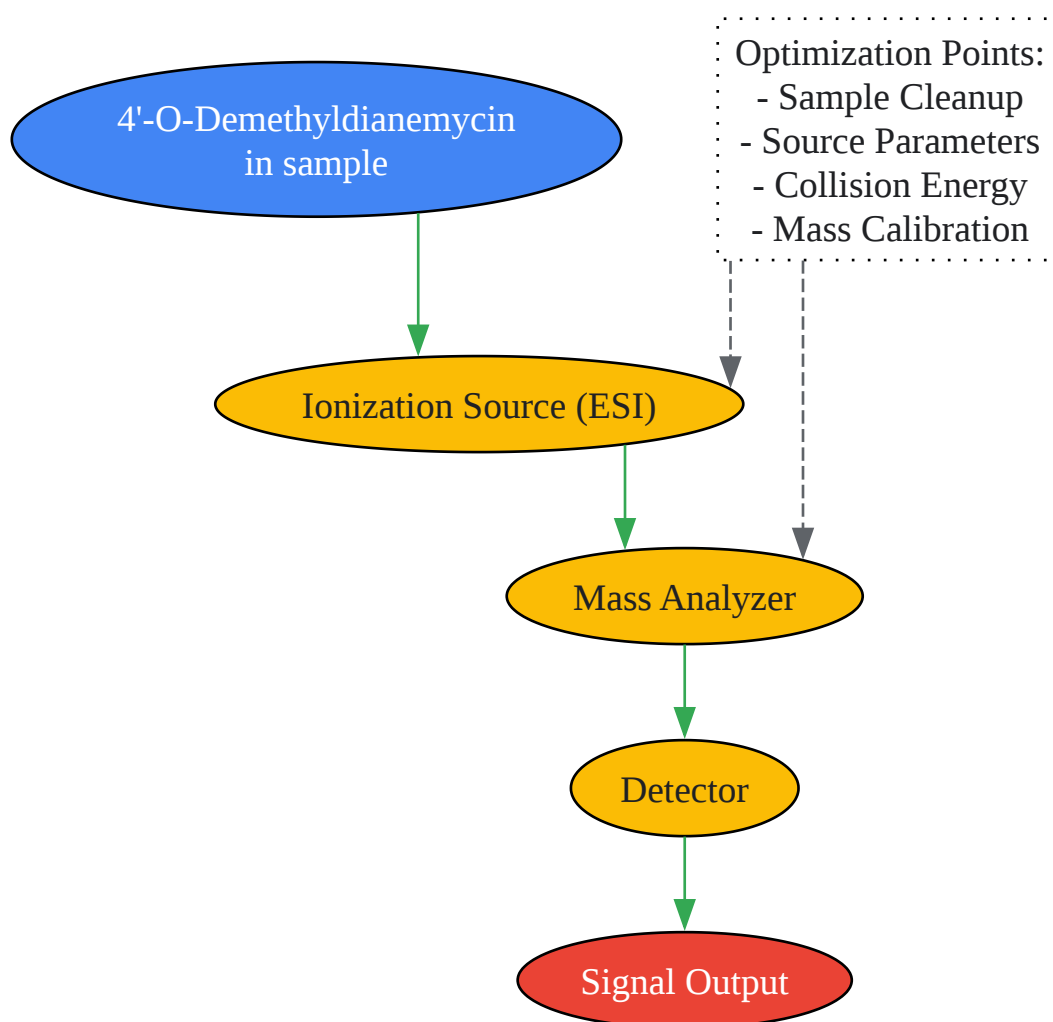 4'-O-Demethyldianemycin
in sample
Optimization Points:
- Sample Cleanup
- Source Parameters
- Collision Energy
- Mass Calibration
Ionization Source (ESI)
Mass Analyzer
Detector
Signal Output